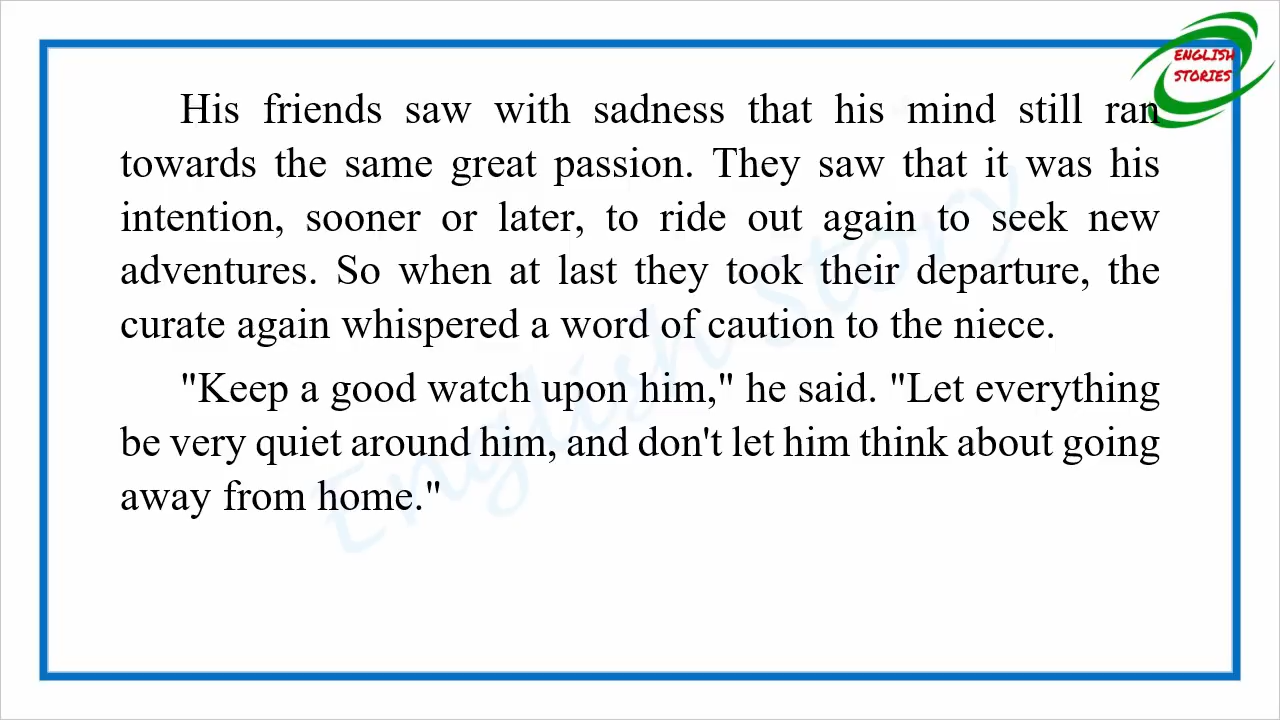 ENGLISH
STORIES
His friends saw with sadness that his mind still ran
towards the same great passion. They saw that it was his
intention, sooner or later, to ride out again to seek new
adventures. So when at last they took their departure, the
curate again whispered a word of caution to the niece.
"Keep a good watch upon him," he said. "Let everything
be very quiet around him, and don't let him think about going
away from home."
English Story